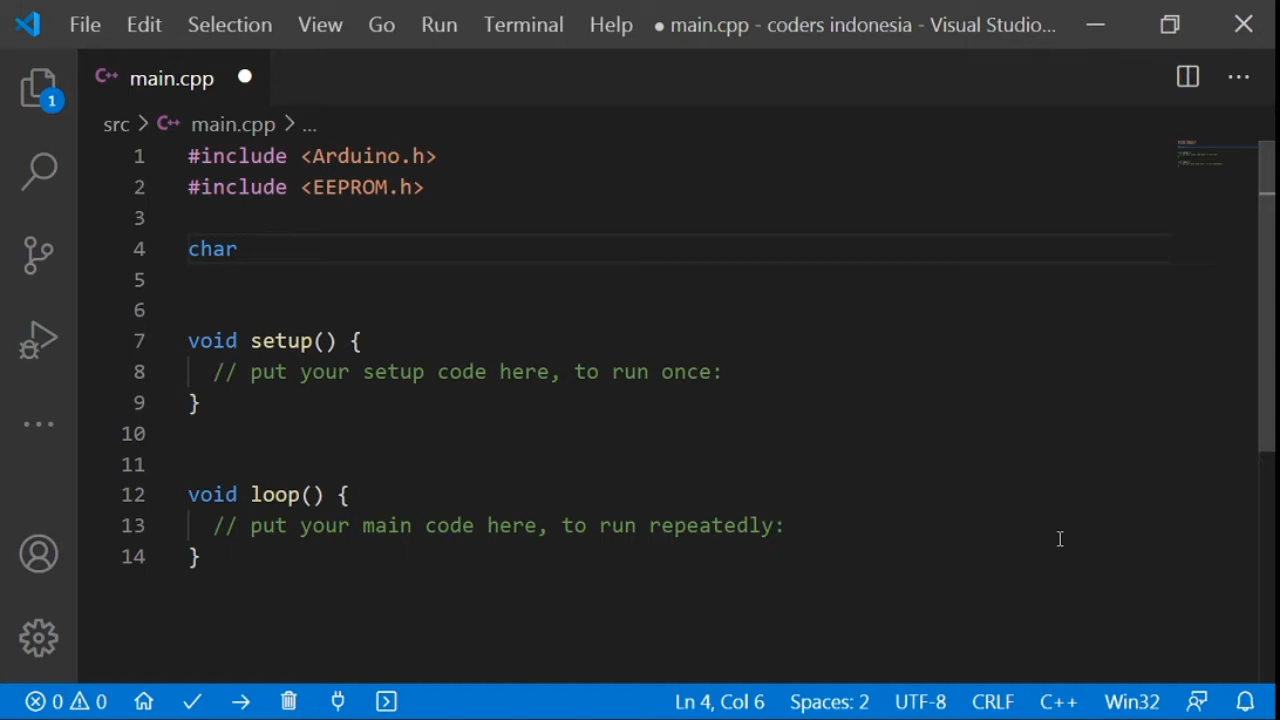 File Edit Selection View Go Run Terminal Help ● main.cpp - coders indonesia - Visual Studio...
1
C++ main.cpp
src > C++ main.cpp > ...
1 #include <Arduino.h>
2 #include <EEPROM.h>
3
4 char
5
6
7 void setup() {
8 // put your setup code here, to run once:
9 }
10
11
12 void loop() {
13 // put your main code here, to run repeatedly:
14 }
0 0 Ln 4, Col 6 Spaces: 2 UTF-8 CRLF C++ Win32